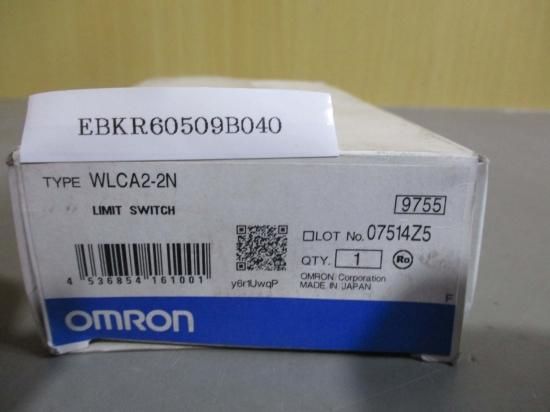 EBKR60509B040
TYPE WLCA2-2N
LIMIT SWITCH
9755
LOT No. 07514Z5
QTY. 1
Ro
4 536854 161001
y6r1UwqP
OMRON Corporation
MADE IN JAPAN
F
OMRON